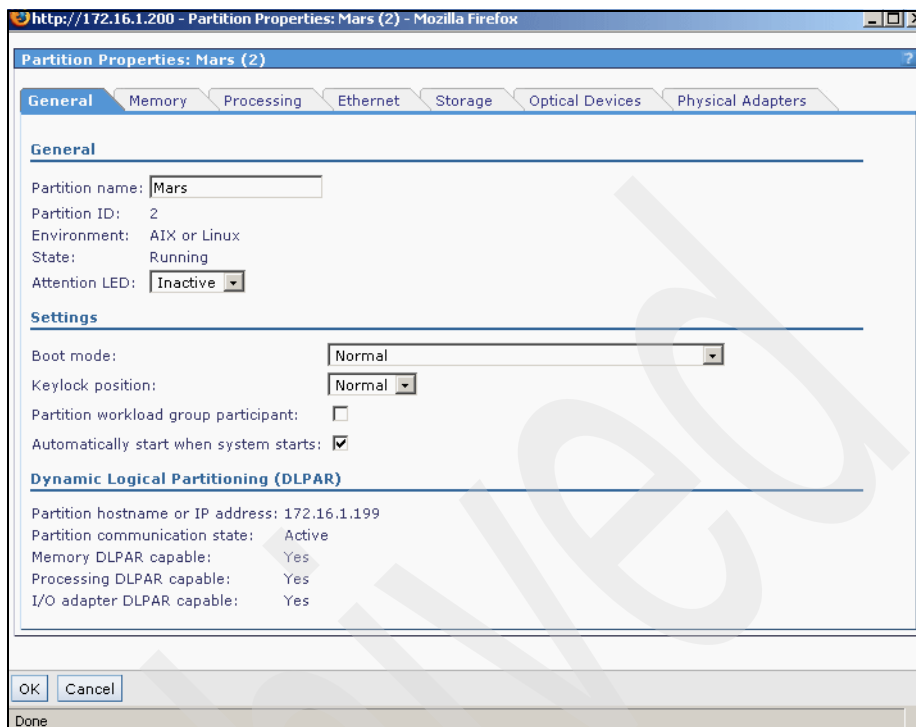 http://172.16.1.200 - Partition Properties: Mars (2) - Mozilla Firefox
Partition Properties: Mars (2) ?
General Memory Processing Ethernet Storage Optical Devices Physical Adapters
General
Partition name: Mars
Partition ID: 2
Environment: AIX or Linux
State: Running
Attention LED: Inactive
Settings
Boot mode: Normal
Keylock position: Normal
Partition workload group participant:
Automatically start when system starts:
Dynamic Logical Partitioning (DLPAR)
Partition hostname or IP address: 172.16.1.199
Partition communication state: Active
Memory DLPAR capable: Yes
Processing DLPAR capable: Yes
I/O adapter DLPAR capable: Yes
OK Cancel
Done